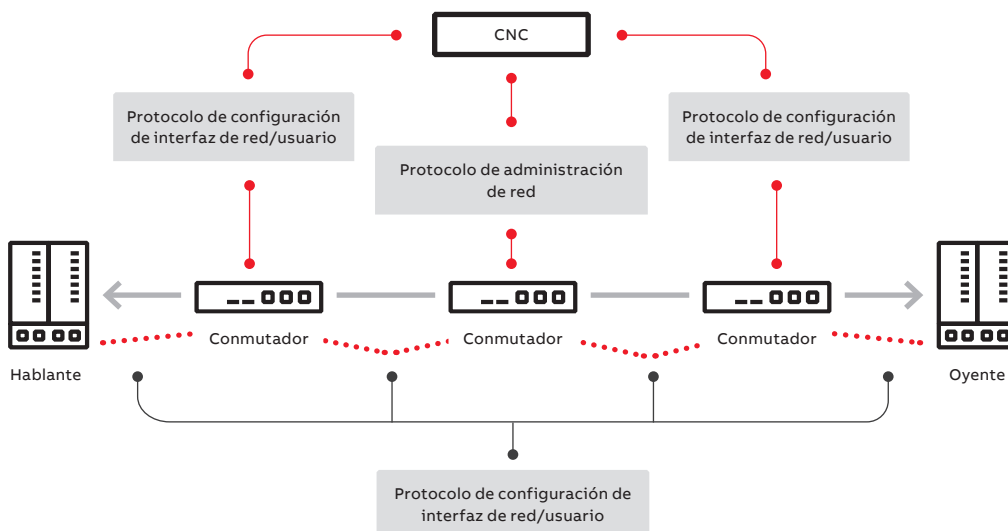 CNC
Protocolo de configuración
de interfaz de red/usuario
Protocolo de administración
de red
Protocolo de configuración
de interfaz de red/usuario
Conmutador
Conmutador
Conmutador
Hablante
Oyente
Protocolo de configuración de
interfaz de red/usuario